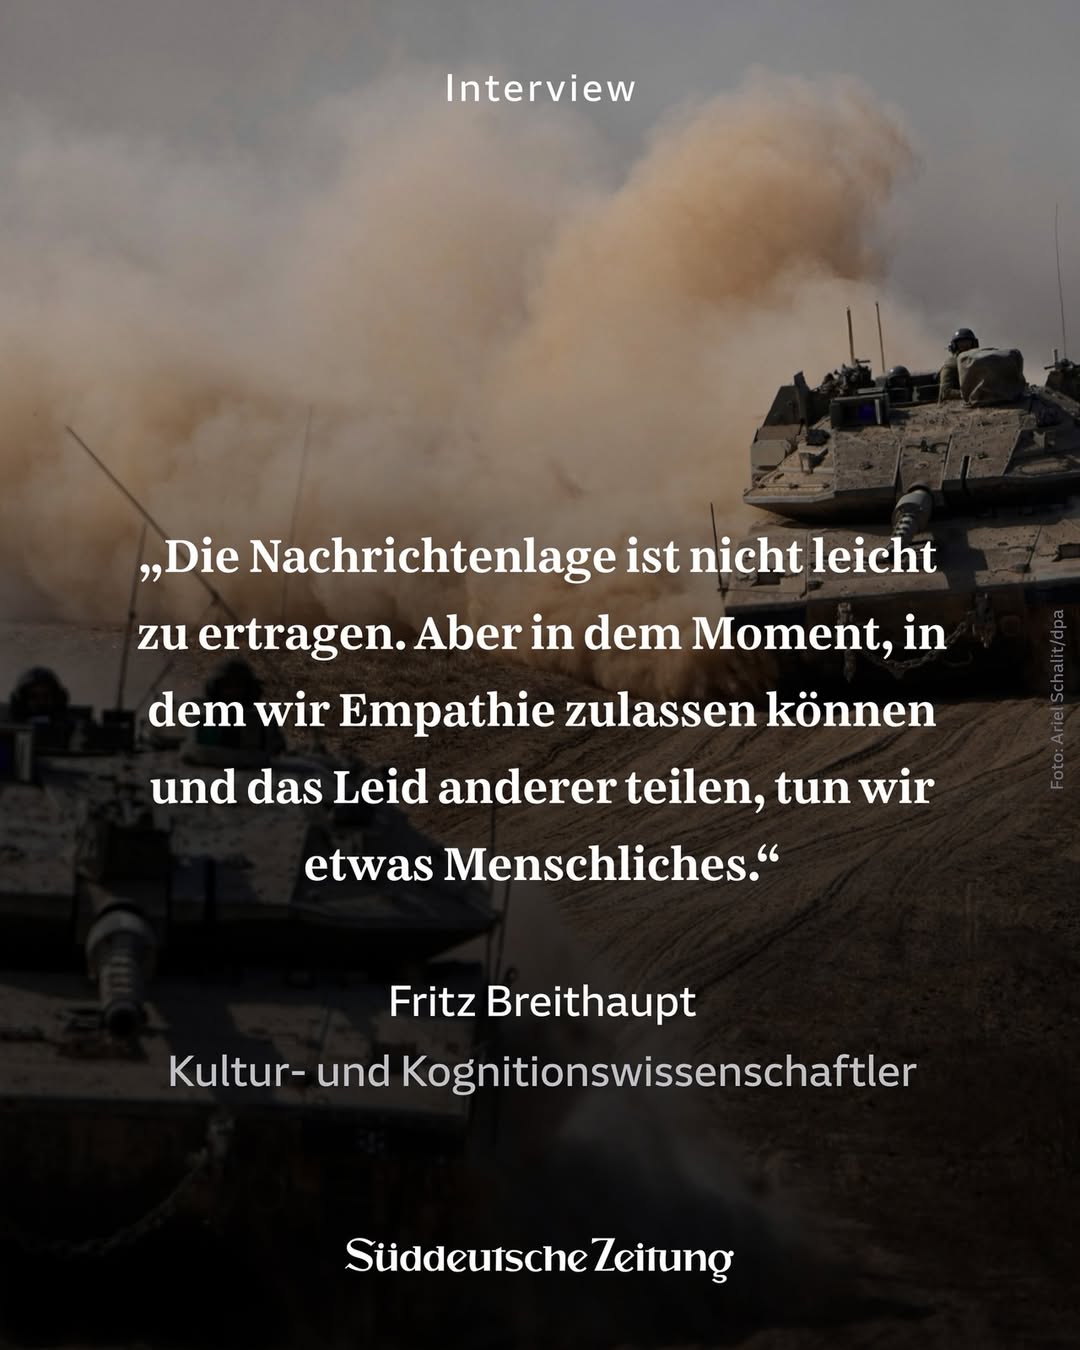 Interview
„Die Nachrichtenlage ist nicht leicht
zu ertragen. Aber in dem Moment, in
dem wir Empathie zulassen können
und das Leid anderer teilen, tun wir
etwas Menschliches.“
Fritz Breithaupt
Kultur- und Kognitionswissenschaftler
Süddeutsche Zeitung
Foto: Ariel Schalit/dpa